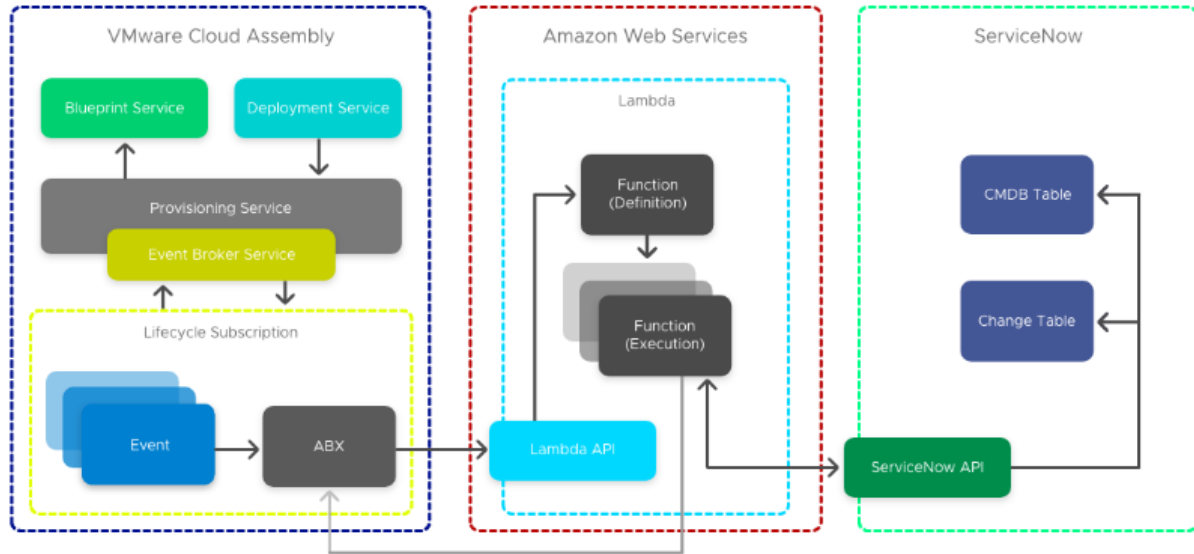 VMware Cloud Assembly
Blueprint Service
Deployment Service
Provisioning Service
Event Broker Service
Lifecycle Subscription
Event
ABX
Amazon Web Services
Lambda
Function
(Definition)
Function
(Execution)
Lambda API
ServiceNow
CMDB Table
Change Table
ServiceNow API